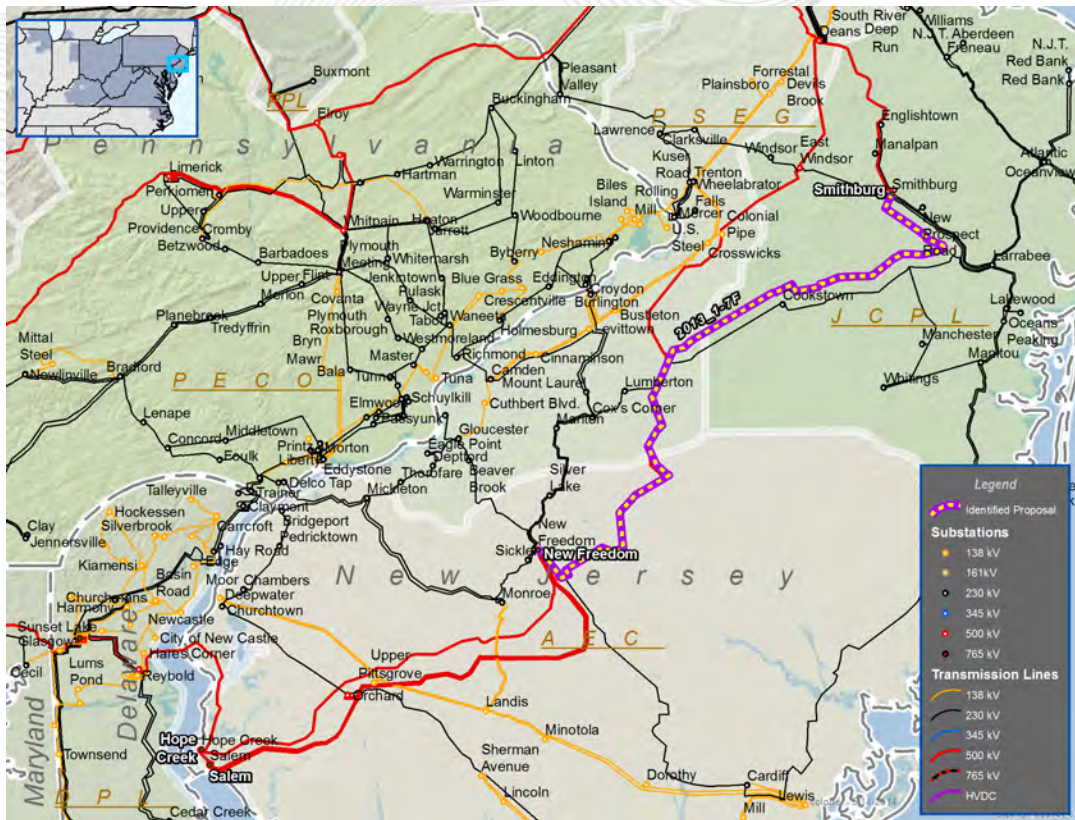 South River
Deans
Deep
Run
Williams
N.J.T. Aberdeen
Freneau
N.J.T.
Red Bank
Red Bank
Buxmont
Pleasant
Valley
Forrestal
Plainsboro
Devils
Brook
PPL
Elroy
Buckingham
Pennsylvania
PSEG
Lawrence
Clarksville
Englishtown
Limerick
Warrington
Linton
Windsor
East
Windsor
Manalpan
Atlantic
Oceanview
Hartman
Kuser
Road
Trenton
Perkiomen
Warminster
Biles
Island
Rolling
Mill
Wheelabrator
Smithburg
Smithburg
Upper
Providence
Cromby
Whitpain
Heaton
Jarrett
Woodbourne
Falls
Mercer
U.S.
Steel
Colonial
Pipe
New
Prospect
Road
Betzwood
Barbadoes
Plymouth
Meeting
Whitemarsh
Byberry
Neshaminy
Crosswicks
Larrabee
Upper
Merion
Flint
Jenkintown
Blue Grass
Eddington
Croydon
Covanta
Plymouth
Pulaski
Crescentville
Burlington
Cookstown
Lakewood
Oceans
Peaking
Planebrook
Tredyffrin
Roxborough
Wayne Jct
Tabor
Waneeta
Holmesburg
Bustleton
Levittown
2013_1-7F
JCPL
Manchester
Manitou
Mittal
Steel
Bryn
Mawr
Westmoreland
Newlinville
Bradford
Master
Richmond
Cinnaminson
Bala
Tunnel
Tuna
Camden
Mount Laurel
Lumberton
Whitings
PECO
Elmwood
Schuylkill
Cuthbert Blvd.
Cox's Corner
Lenape
Passyunk
Marlton
Concord
Middletown
Printz
Morton
Gloucester
Eagle Point
Foulk
Liberty
Eddystone
Deptford
Thorofare
Beaver
Brook
Silver
Lake
Talleyville
Delco Tap
Mickleton
Trainer
Claymont
Hockessen
Silverbrook
Carrcroft
Bridgeport
Pedricktown
New
Freedom
Clay
Jennersville
Hay Road
Edge
Sickler
New Freedom
Kiamensi
Basin
Road
Moor
Chambers
Deepwater
New Jersey
Churchmans
Harmony
Churchtown
Monroe
Newcastle
Sunset Lake
Glasgow
City of New Castle
AEC
Hares Corner
Upper
Pittsgrove
Cecil
Lums
Pond
Reybold
Orchard
Landis
Maryland
Delaware
Minotola
Hope
Creek
Hope Creek
Salem
Salem
Townsend
Sherman
Avenue
Dorothy
Cardiff
Lewis
Mill
DPL
Cedar Creek
Lincoln
Legend
Identified Proposal
Substations
138 kV
161kV
230 kV
345 kV
500 kV
765 kV
Transmission Lines
138 kV
230 kV
345 kV
500 kV
765 kV
HVDC